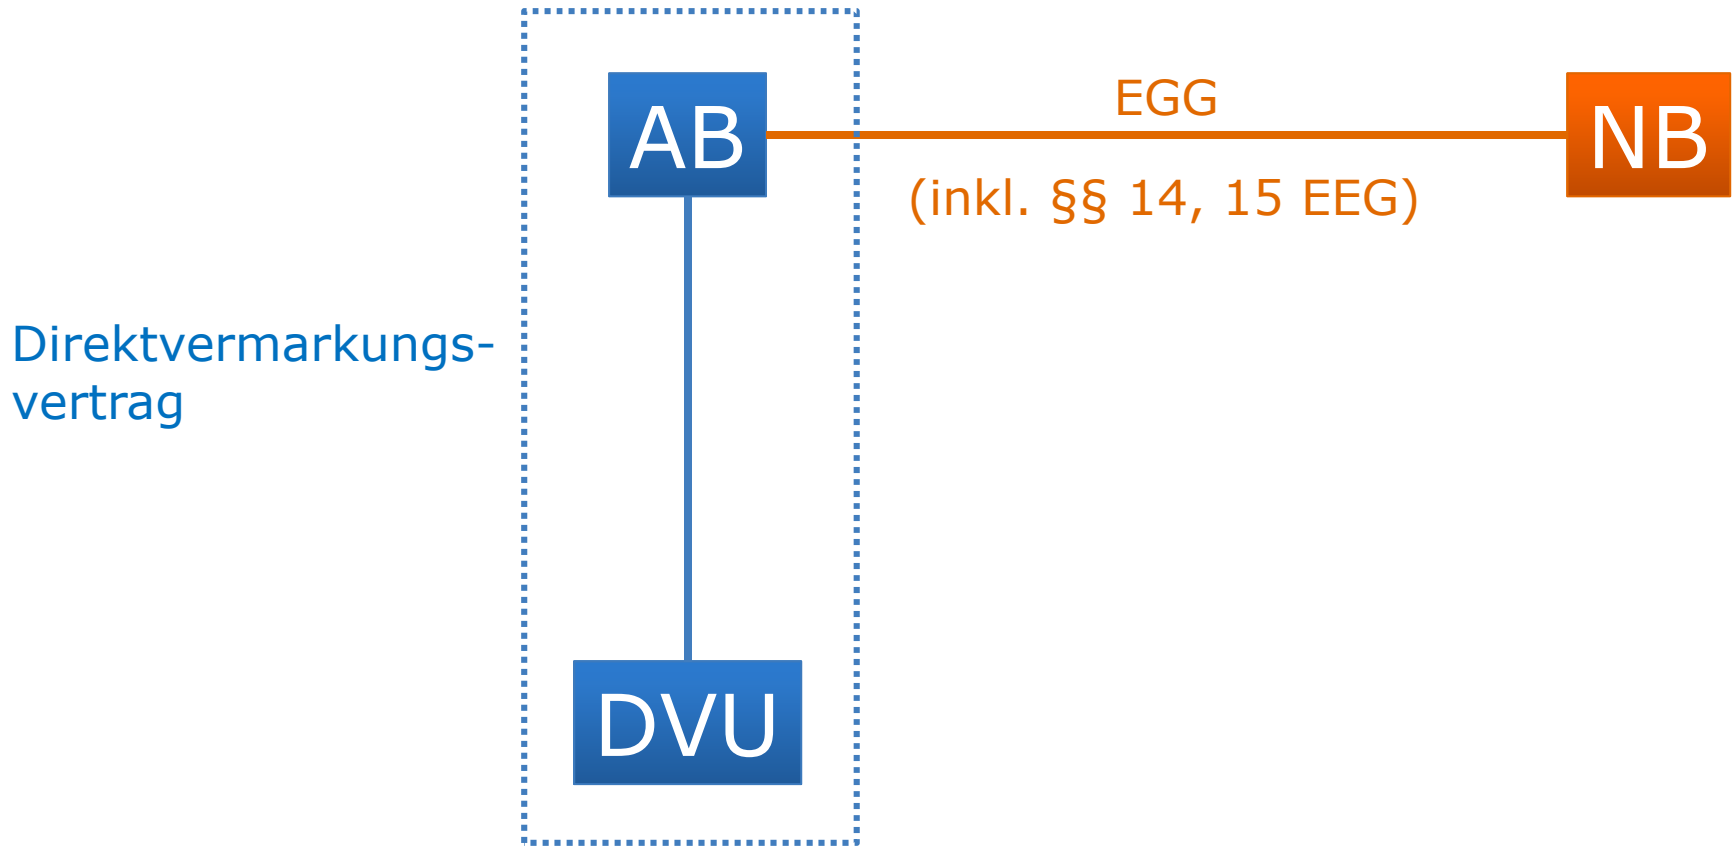 AB
EGG
NB
(inkl. §§ 14, 15 EEG)
Direktvermarkungs-
vertrag
DVU